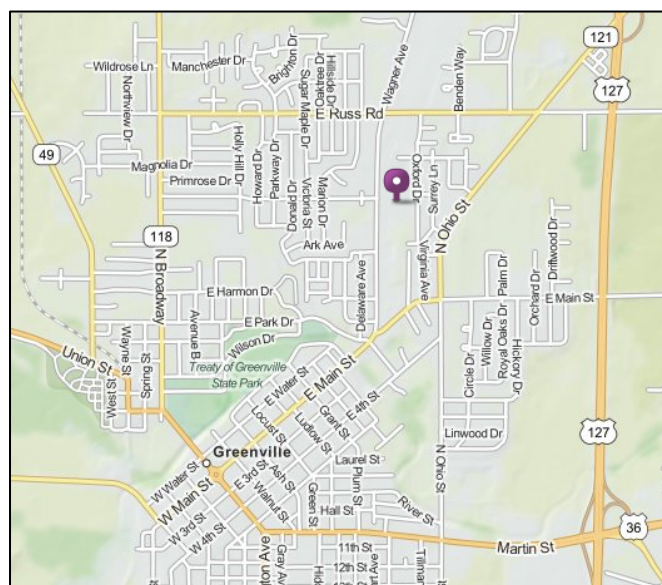 121
Wildrose Ln
Manchester Dr
Brighton Dr
Hillside Dr
Oaktree D
Sugar Maple Dr
Wagner Ave
Benden Way
127
Northview Dr
E Russ Rd
49
Holly Hill Dr
Magnolia Dr
Primrose Dr
Howard Dr
Parkway Dr
Donald D
Victoria St
Marion Dr
Oxford Dr
Surrey Ln
N Ohio St
118
N Broadway
Ark Ave
Virginia Ave
Delaware Ave
Palm Dr
Orchard Dr
Driftwood Dr
E Harmon Dr
E Main St
E Park Dr
Avenue B
Wilson Dr
Union St
Wayne St
Spring St
West St
Treaty of Greenville
State Park
E Water St
E Main St
Circle Dr
Willow Dr
Royal Oaks Dr
Hickory Dr
Locust St
Ludlow St
Grant St
E 4th St
Linwood Dr
127
Greenville
W Water St
W Main St
E 3rd St
Ash St
Laurel St
Plum St
N Ohio St
W 3rd St
W 4th St
Walnut St
Green St
Hall St
River St
36
Martin St
Gray Av
11th St
12th St